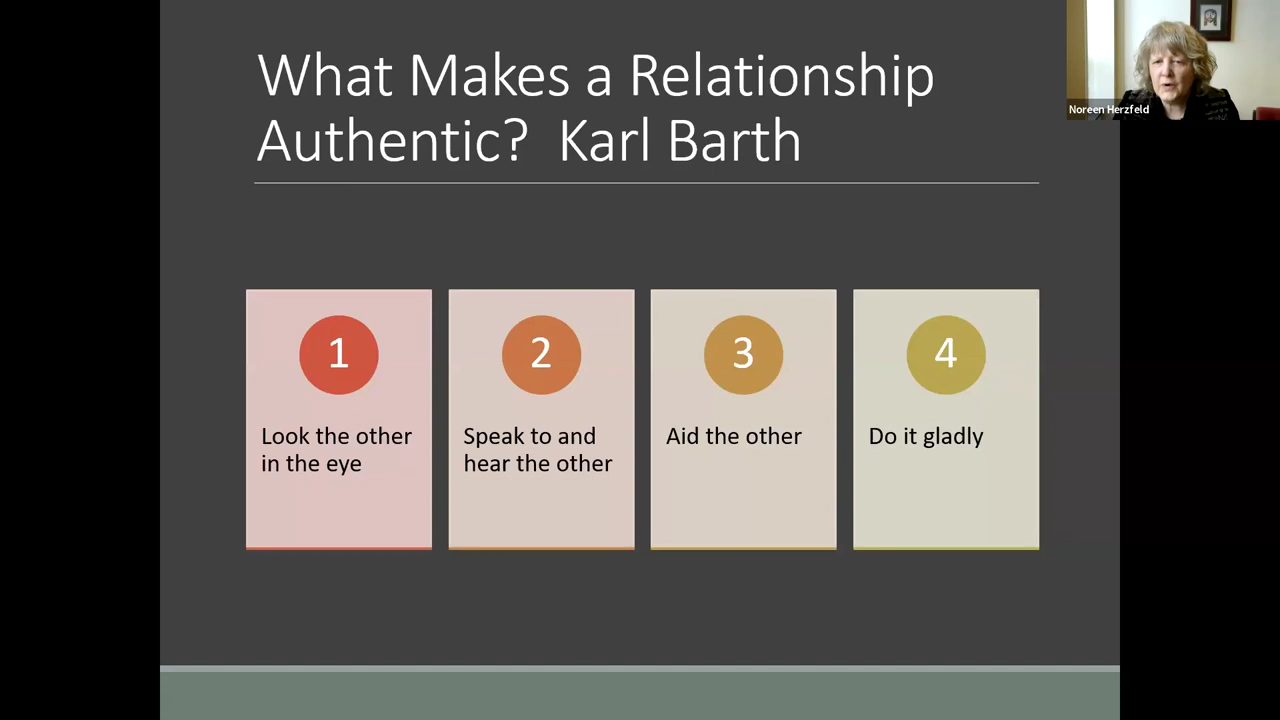 What Makes a Relationship
Authentic? Karl Barth
Noreen Herzfeld
1
Look the other
in the eye
2
Speak to and
hear the other
3
Aid the other
4
Do it gladly